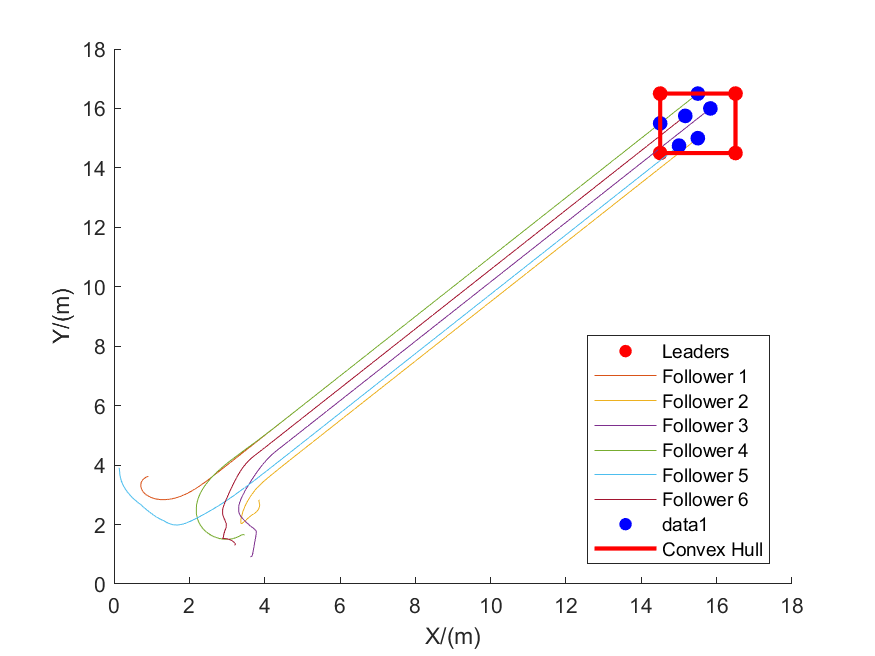 18
16
14
12
10
8
6
4
2
0
Y/(m)
0 2 4 6 8 10 12 14 16 18
X/(m)
Leaders
Follower 1
Follower 2
Follower 3
Follower 4
Follower 5
Follower 6
data1
Convex Hull